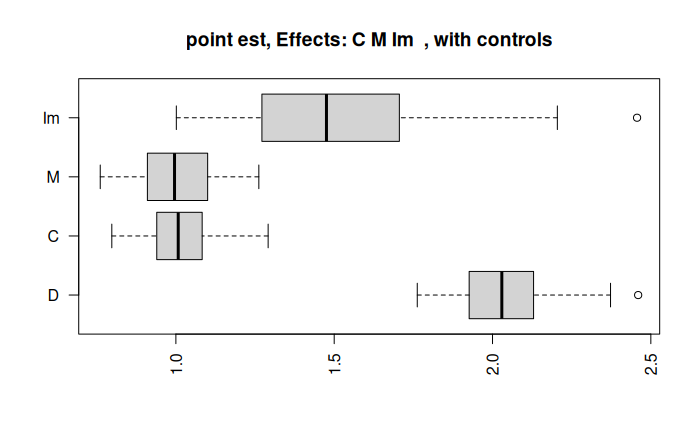 point est, Effects: C M Im  , with controls
Im
M
C
D
1.0
1.5
2.0
2.5